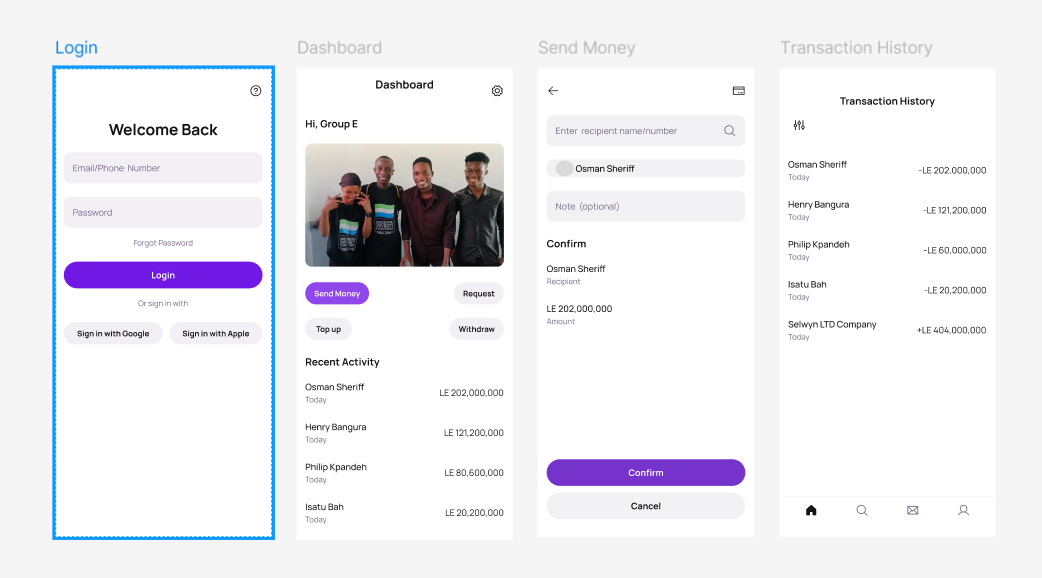 Login
Welcome Back
Email/Phone Number
Password
Forgot Password
Login
Or sign in with
Sign in with Google
Sign in with Apple
Dashboard
Dashboard
Hi, Group E
Send Money
Request
Top up
Withdraw
Recent Activity
Osman Sheriff
Today
LE 202,000,000
Henry Bangura
Today
LE 121,200,000
Philip Kpandeh
Today
LE 80,600,000
Isatu Bah
Today
LE 20,200,000
Send Money
Enter recipient name/number
Osman Sheriff
Note (optional)
Confirm
Osman Sheriff
Recipient
LE 202,000,000
Amount
Confirm
Cancel
Transaction History
Transaction History
Osman Sheriff
Today
-LE 202,000,000
Henry Bangura
Today
-LE 121,200,000
Philip Kpandeh
Today
-LE 60,000,000
Isatu Bah
Today
-LE 20,200,000
Selwyn LTD Company
Today
+LE 404,000,000